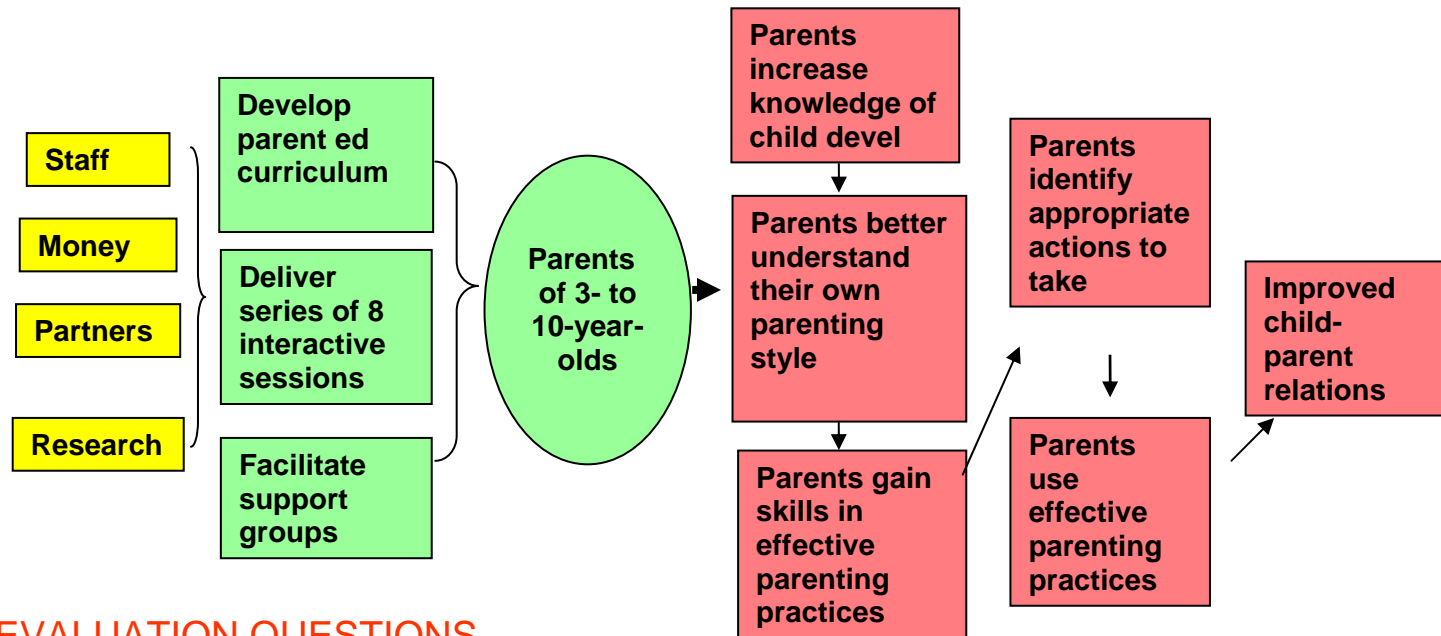 Staff
Money
Partners
Research
Develop
parent ed
curriculum
Deliver
series of 8
interactive
sessions
Facilitate
support
groups
Parents
of 3- to
10-year-
olds
Parents
increase
knowledge of
child devel
Parents better
understand
their own
parenting
style
Parents gain
skills in
effective
parenting
practices
Parents
identify
appropriate
actions to
take
Parents
use
effective
parenting
practices
Improved
child-
parent
relations
EVALUATION QUESTIONS